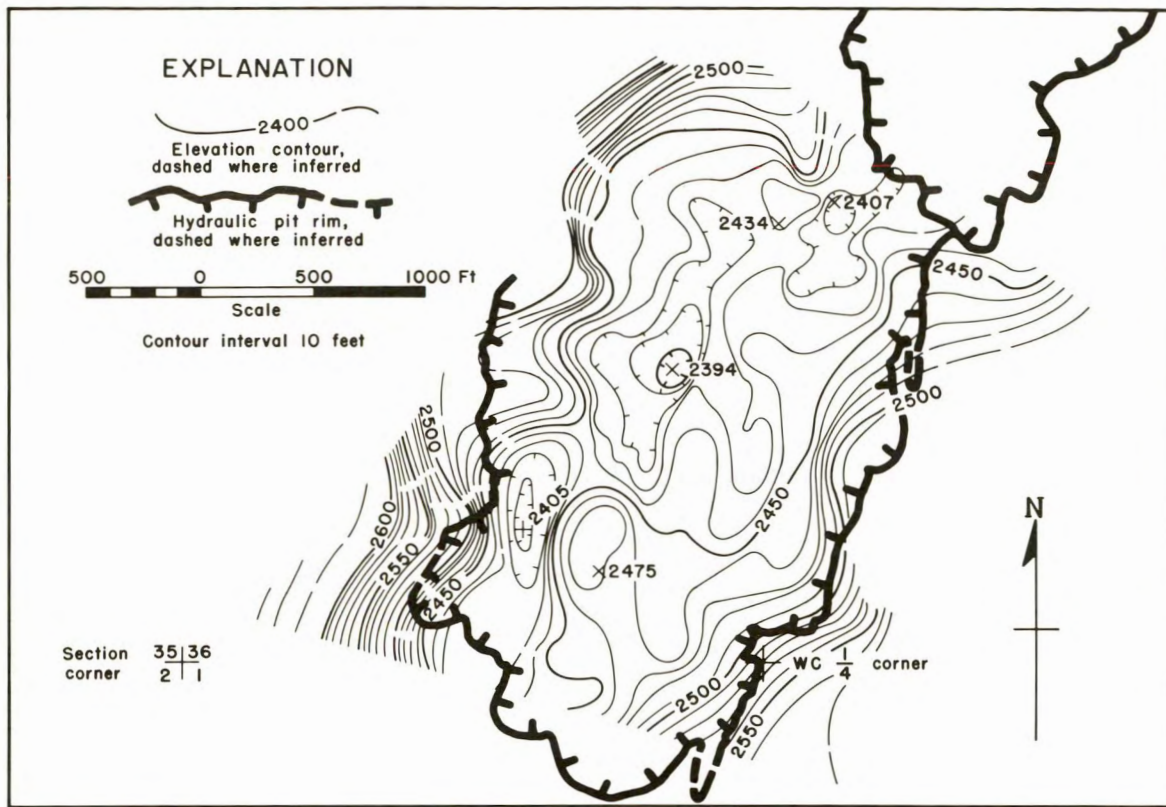 EXPLANATION
2400
Elevation contour,
dashed where inferred
Hydraulic pit rim,
dashed where inferred
500 0 500 1000 Ft
Scale
Contour interval 10 feet
2500
2407
2434
2450
2394
2500
2500
2405
2450
2600
2550
2475
2450
N
Section 35 36
corner 2 1
WC 1/4 corner
2500
2550